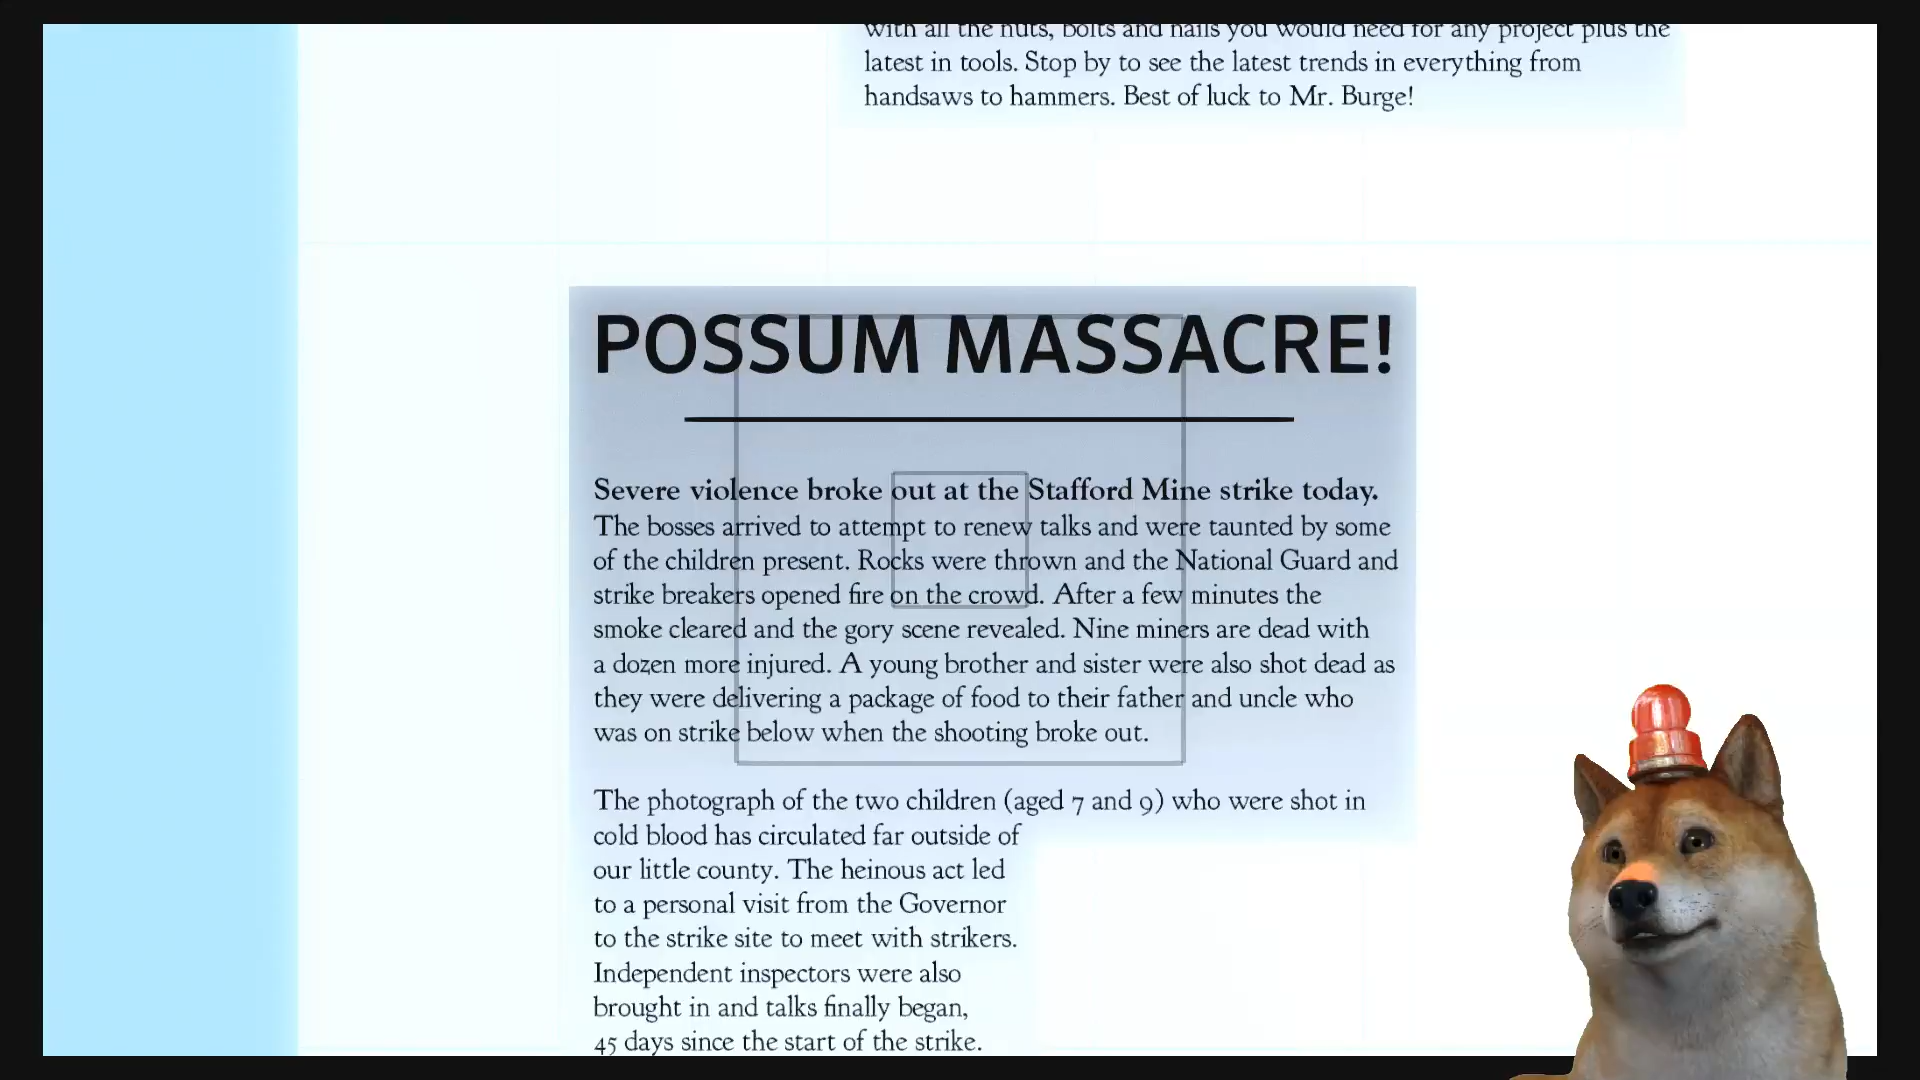 with all the nuts, bolts and nails you would need for any project plus the
latest in tools. Stop by to see the latest trends in everything from
handsaws to hammers. Best of luck to Mr. Burge!
POSSUM MASSACRE!
Severe violence broke out at the Stafford Mine strike today.
The bosses arrived to attempt to renew talks and were taunted by some
of the children present. Rocks were thrown and the National Guard and
strike breakers opened fire on the crowd. After a few minutes the
smoke cleared and the gory scene revealed. Nine miners are dead with
a dozen more injured. A young brother and sister were also shot dead as
they were delivering a package of food to their father and uncle who
was on strike below when the shooting broke out.
The photograph of the two children (aged 7 and 9) who were shot in
cold blood has circulated far outside of
our little county. The heinous act led
to a personal visit from the Governor
to the strike site to meet with strikers.
Independent inspectors were also
brought in and talks finally began,
45 days since the start of the strike.